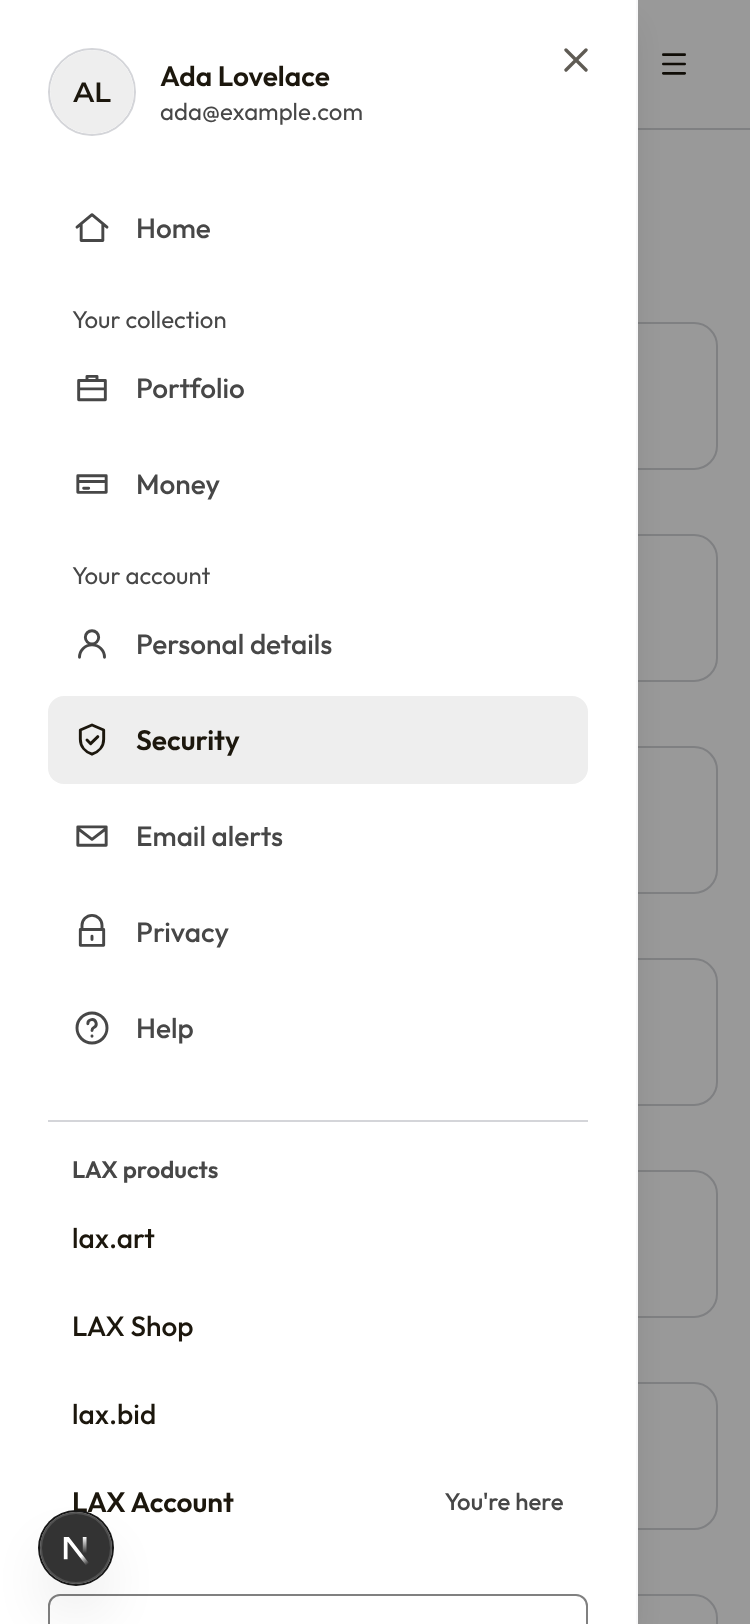 AL
Ada Lovelace
ada@example.com
Home
Your collection
Portfolio
Money
Your account
Personal details
Security
Email alerts
Privacy
Help
LAX products
lax.art
LAX Shop
lax.bid
LAX Account You're here
N